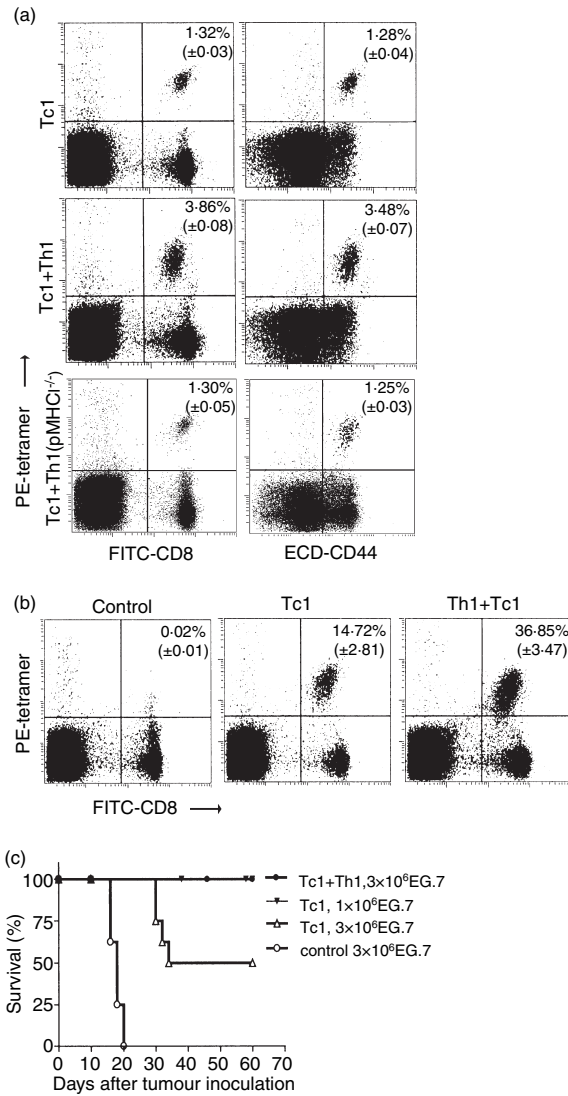 (a)
1·32%
(±0·03)
1·28%
(±0·04)
Tc1
3·86%
(±0·08)
3·48%
(±0·07)
Tc1+Th1
1·30%
(±0·05)
1·25%
(±0·03)
Tc1+Th1(pMHCI-/-)
PE-tetramer →
FITC-CD8
ECD-CD44
(b)
Control
Tc1
Th1+Tc1
0·02%
(±0·01)
14·72%
(±2·81)
36·85%
(±3·47)
PE-tetramer
FITC-CD8 →
(c)
Tc1+Th1,3×10⁶EG.7
Tc1, 1×10⁶EG.7
Tc1, 3×10⁶EG.7
control 3×10⁶EG.7
Survival (%)
100
75
50
25
0
0 10 20 30 40 50 60 70
Days after tumour inoculation